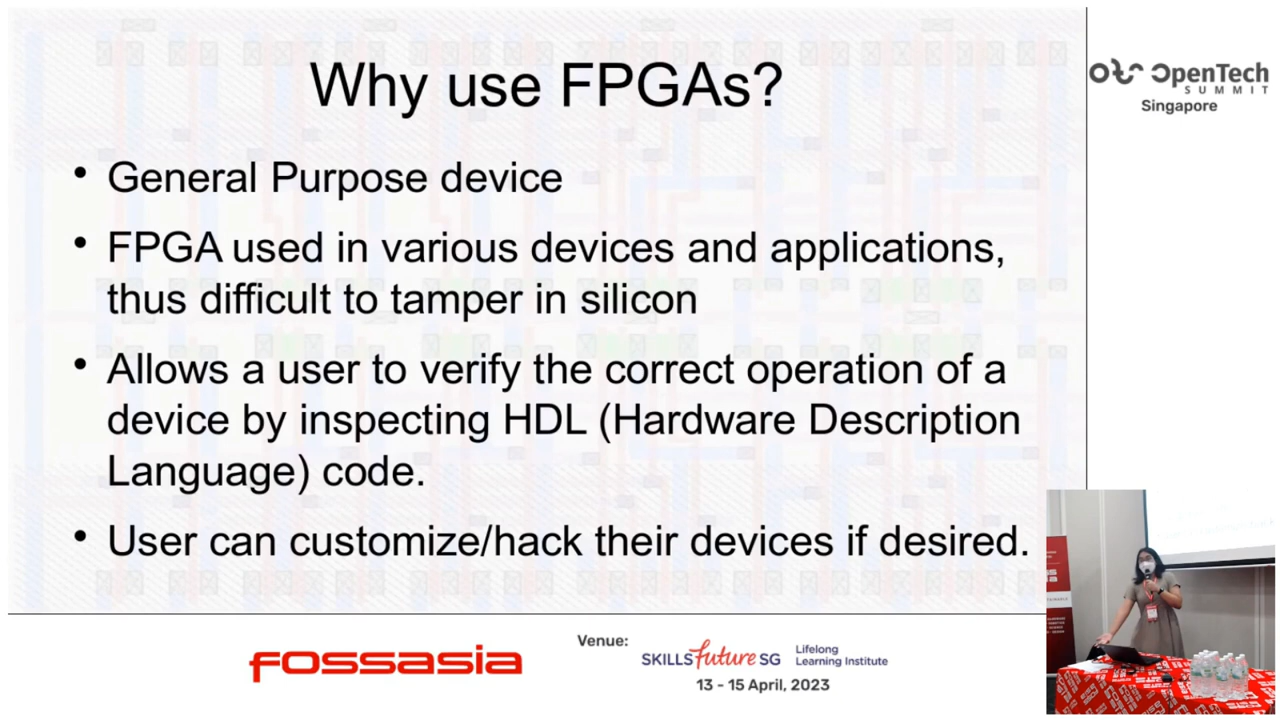 Why use FPGAs?
• General Purpose device
• FPGA used in various devices and applications,
thus difficult to tamper in silicon
• Allows a user to verify the correct operation of a
device by inspecting HDL (Hardware Description
Language) code.
• User can customize/hack their devices if desired.
OpenTech
SUMMIT
Singapore
fossasia
Venue:
SKILLSfuture SG
Lifelong
Learning Institute
13 - 15 April, 2023